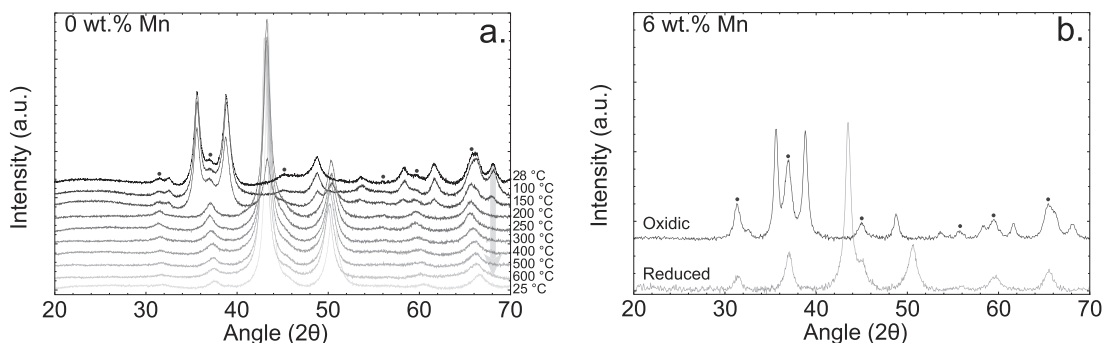 0 wt.% Mn
a.
Intensity (a.u.)
28 °C
100 °C
150 °C
200 °C
250 °C
300 °C
400 °C
500 °C
600 °C
25 °C
20 30 40 50 60 70
Angle (2θ)
6 wt.% Mn
b.
Intensity (a.u.)
Oxidic
Reduced
20 30 40 50 60 70
Angle (2θ)